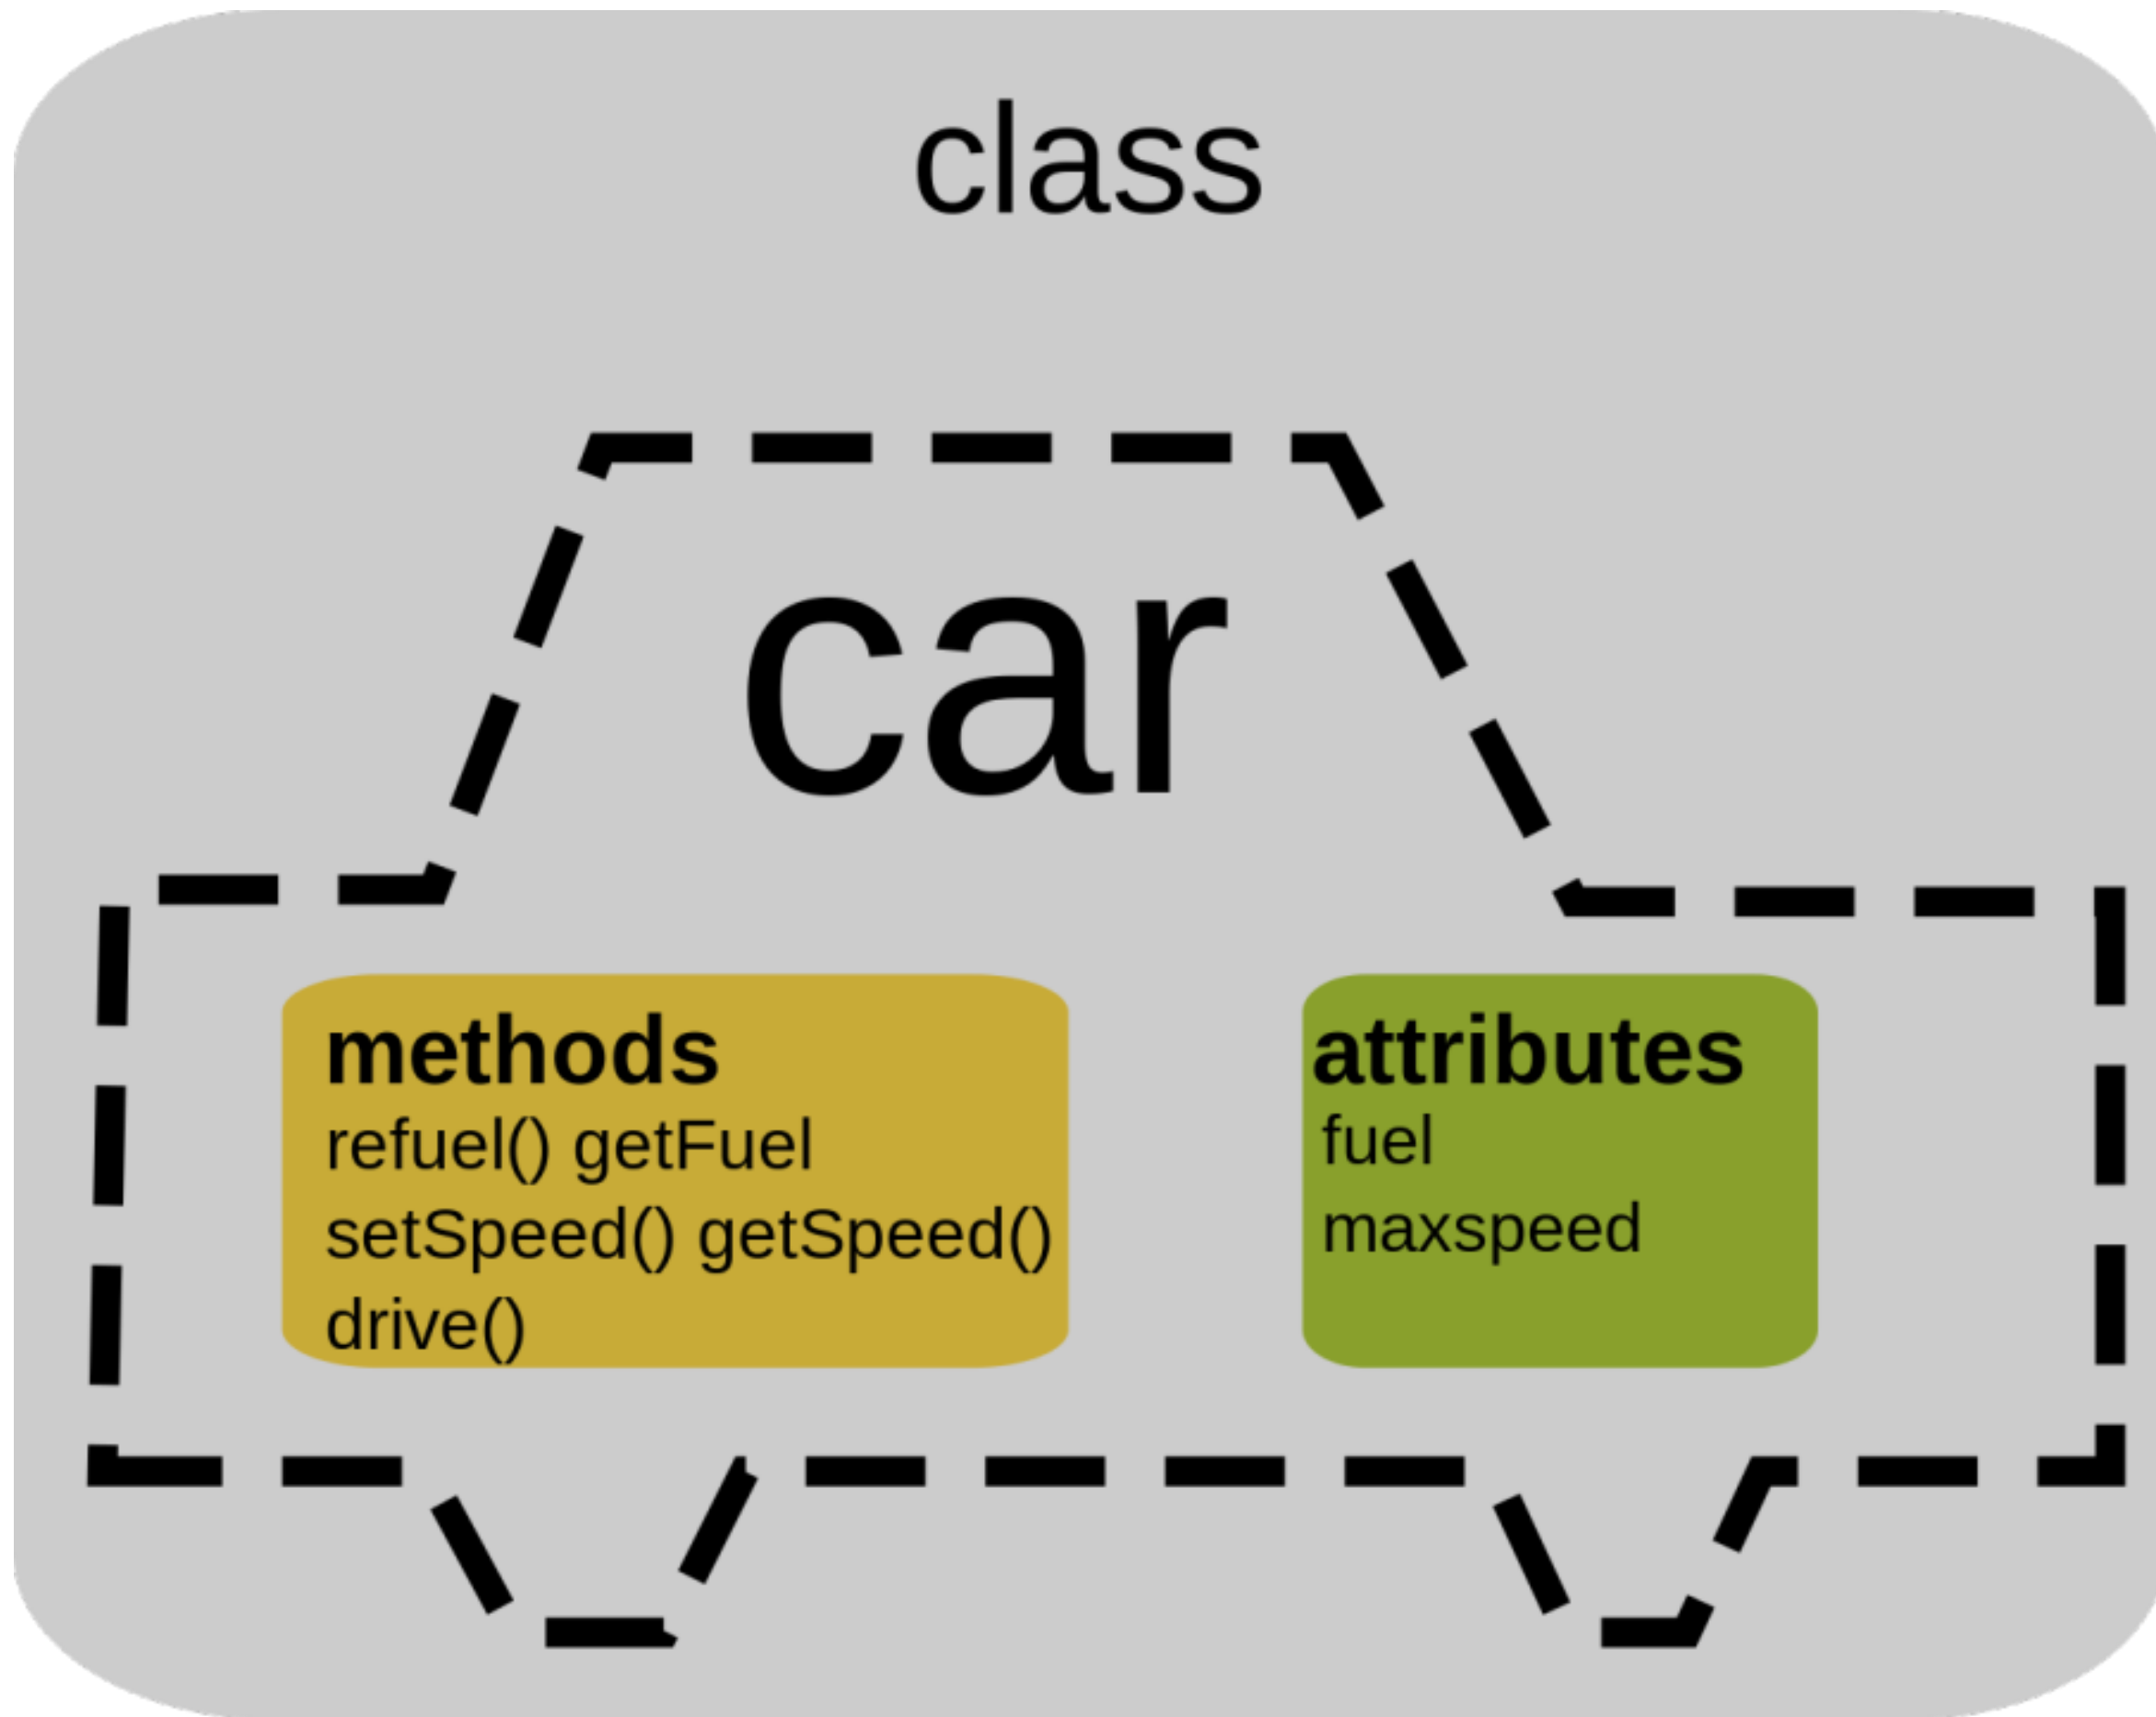 class
car
methods
refuel() getFuel
setSpeed() getSpeed()
drive()
attributes
fuel
maxspeed